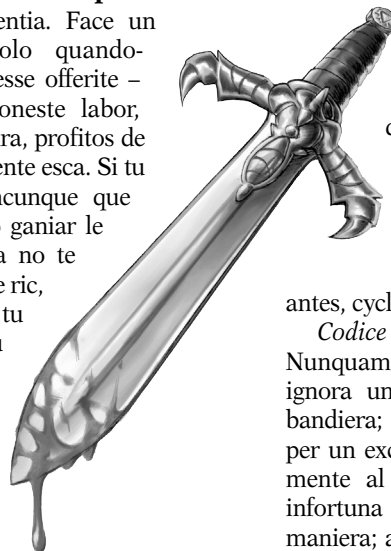 entia. Face un
olo quando-
esse offerite –
oneste labor,
ra, profitos de
ente esca. Si tu
ncunque que
ganiar le
a no te
e ric,
tu
antes, cycl
Codice
Nunquam
ignora un
bandiera;
per un exc
mente al
infortuna
maniera; a